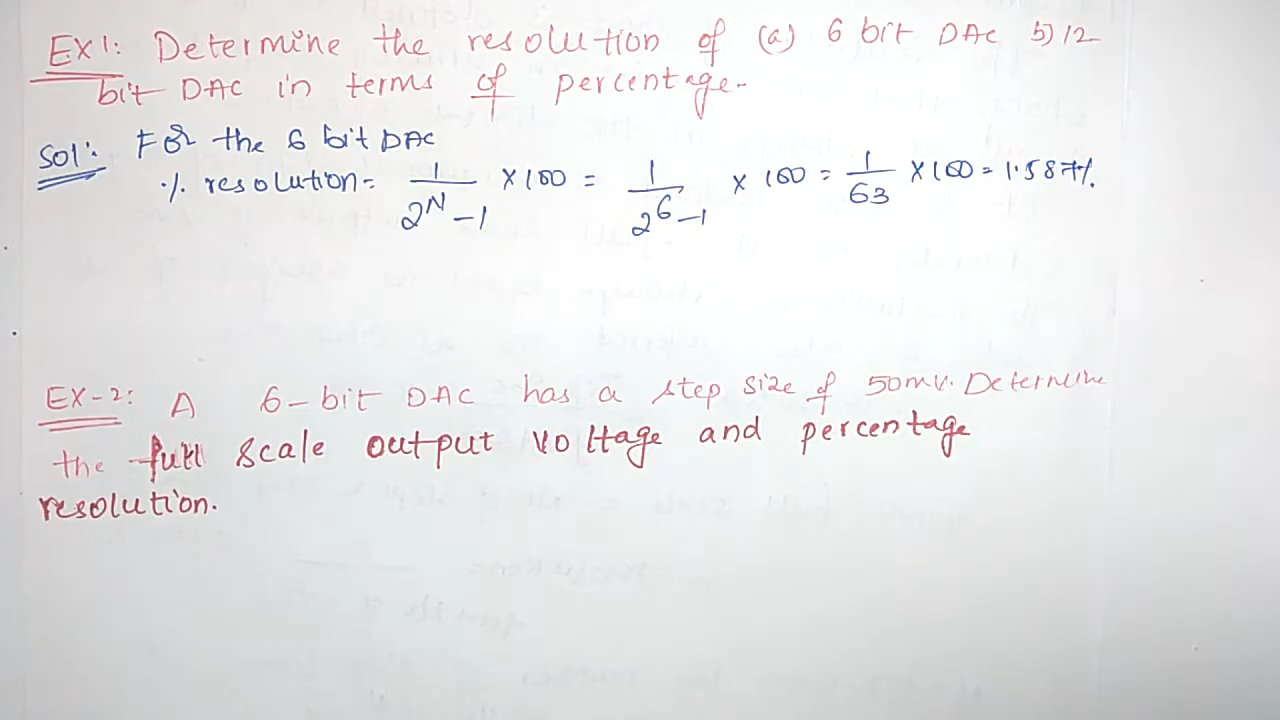 EX1: Determine the resolution of (a) 6 bit DAC b) 12
bit DAC in terms of percentage.
Sol: For the 6 bit DAC
% resolution = 1/(2^N - 1) × 100 = 1/(2^6 - 1) × 100 = 1/63 × 100 = 1.587%.
EX-2: A 6-bit DAC has a step size of 50mv. Determine
the full scale output voltage and percentage
resolution.